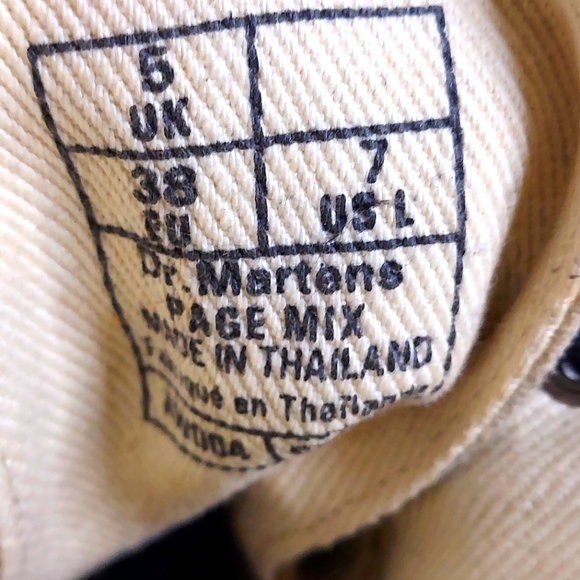 5
UK
38 7
EU US L
Dr. Martens
PAGE MIX
MADE IN THAILAND
Fabriqué en Thaïlande